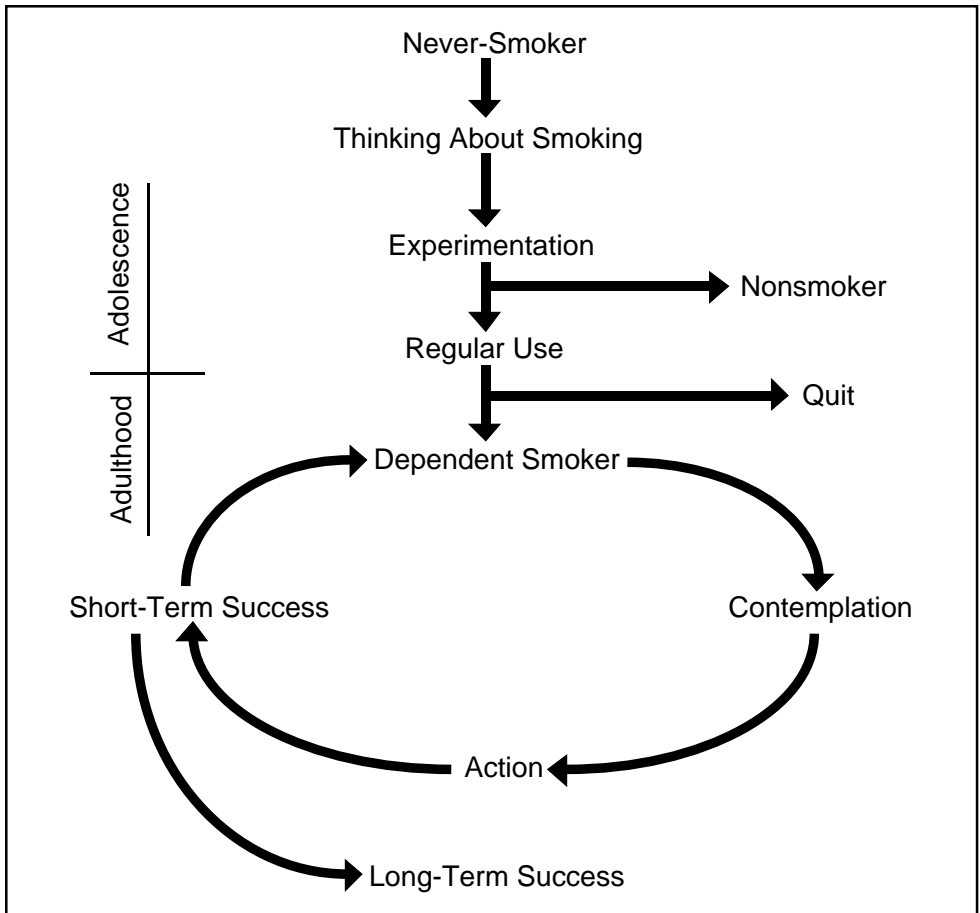 Never-Smoker
Thinking About Smoking
Adolescence
Experimentation
Nonsmoker
Regular Use
Quit
Adulthood
Dependent Smoker
Short-Term Success
Contemplation
Action
Long-Term Success